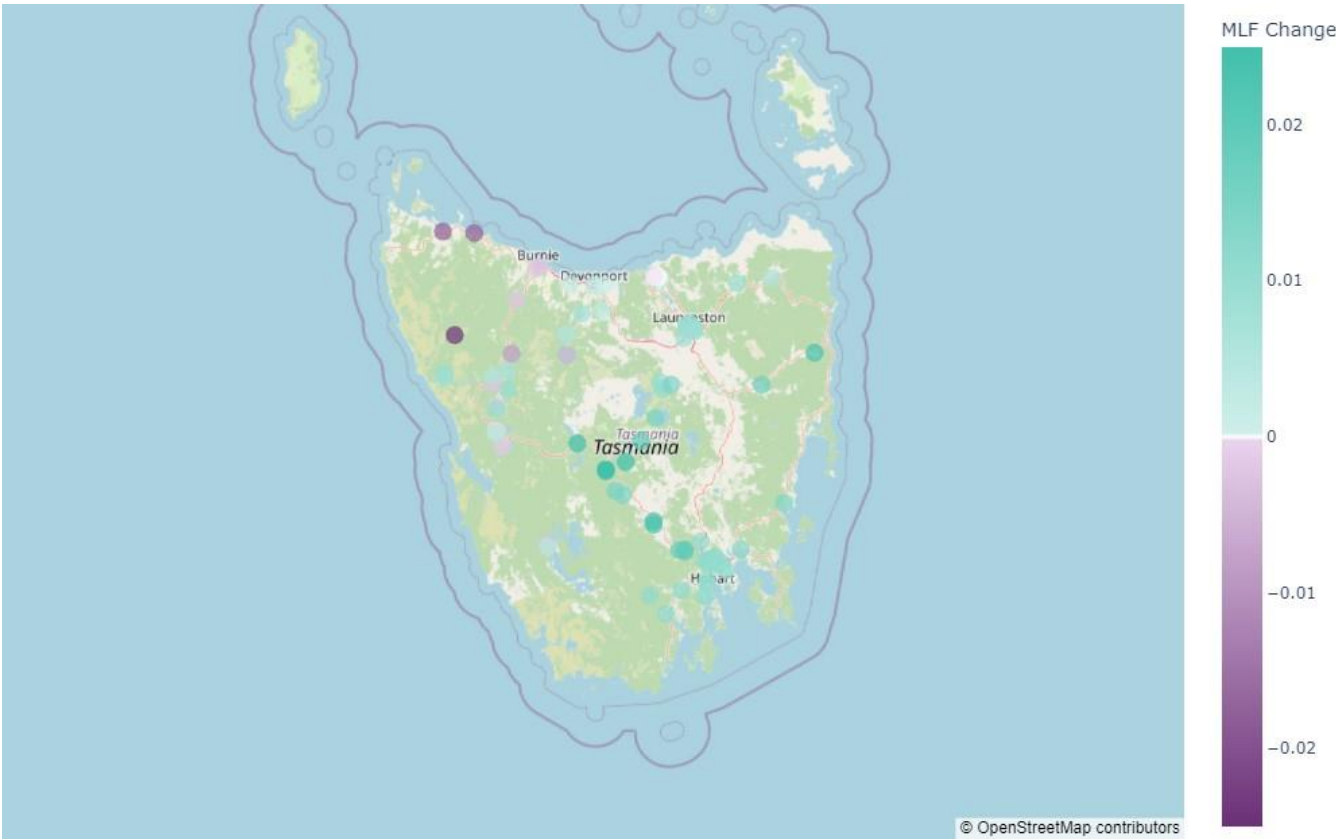 MLF Change
0.02
0.01
0
−0.01
−0.02
Burnie
Devonport
Launceston
Tasmania
Tasmania
Hobart
© OpenStreetMap contributors